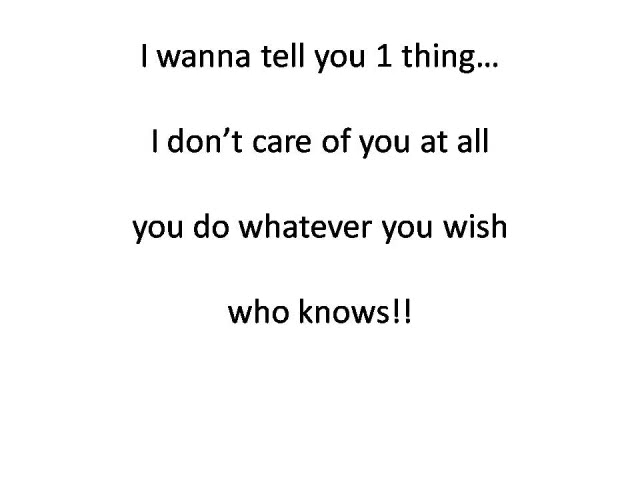 I wanna tell you 1 thing…
I don’t care of you at all
you do whatever you wish
who knows!!